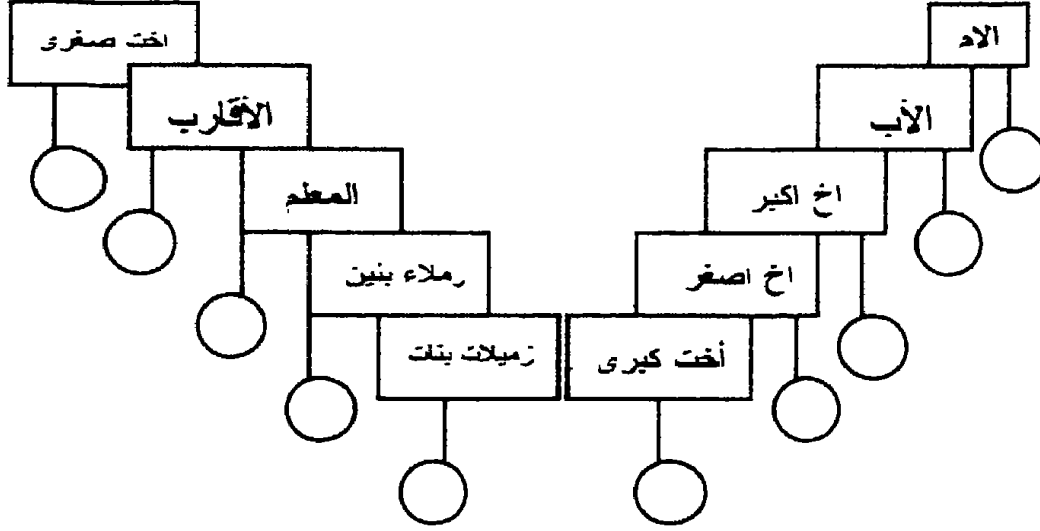 الام
الأب
اخ اكبر
اخ اصغر
أخت كبرى
زميلات بنات
زملاء بنين
المعلم
الأقارب
اخت صغرى